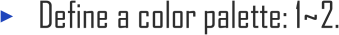 ▶ Define a color palette: 1~2.